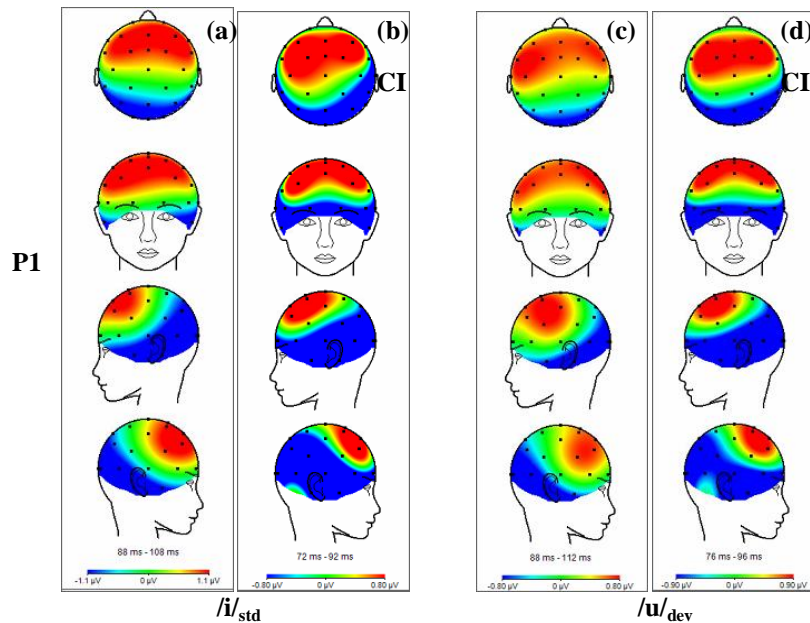 (a)
(b)
(c)
(d)
CI
CI
P1
88 ms - 108 ms
72 ms - 92 ms
88 ms - 112 ms
76 ms - 96 ms
-1.1 µV 0 µV 1.1 µV
-0.80 µV 0 µV 0.80 µV
-0.80 µV 0 µV 0.80 µV
-0.90 µV 0 µV 0.90 µV
/i/std
/u/dev